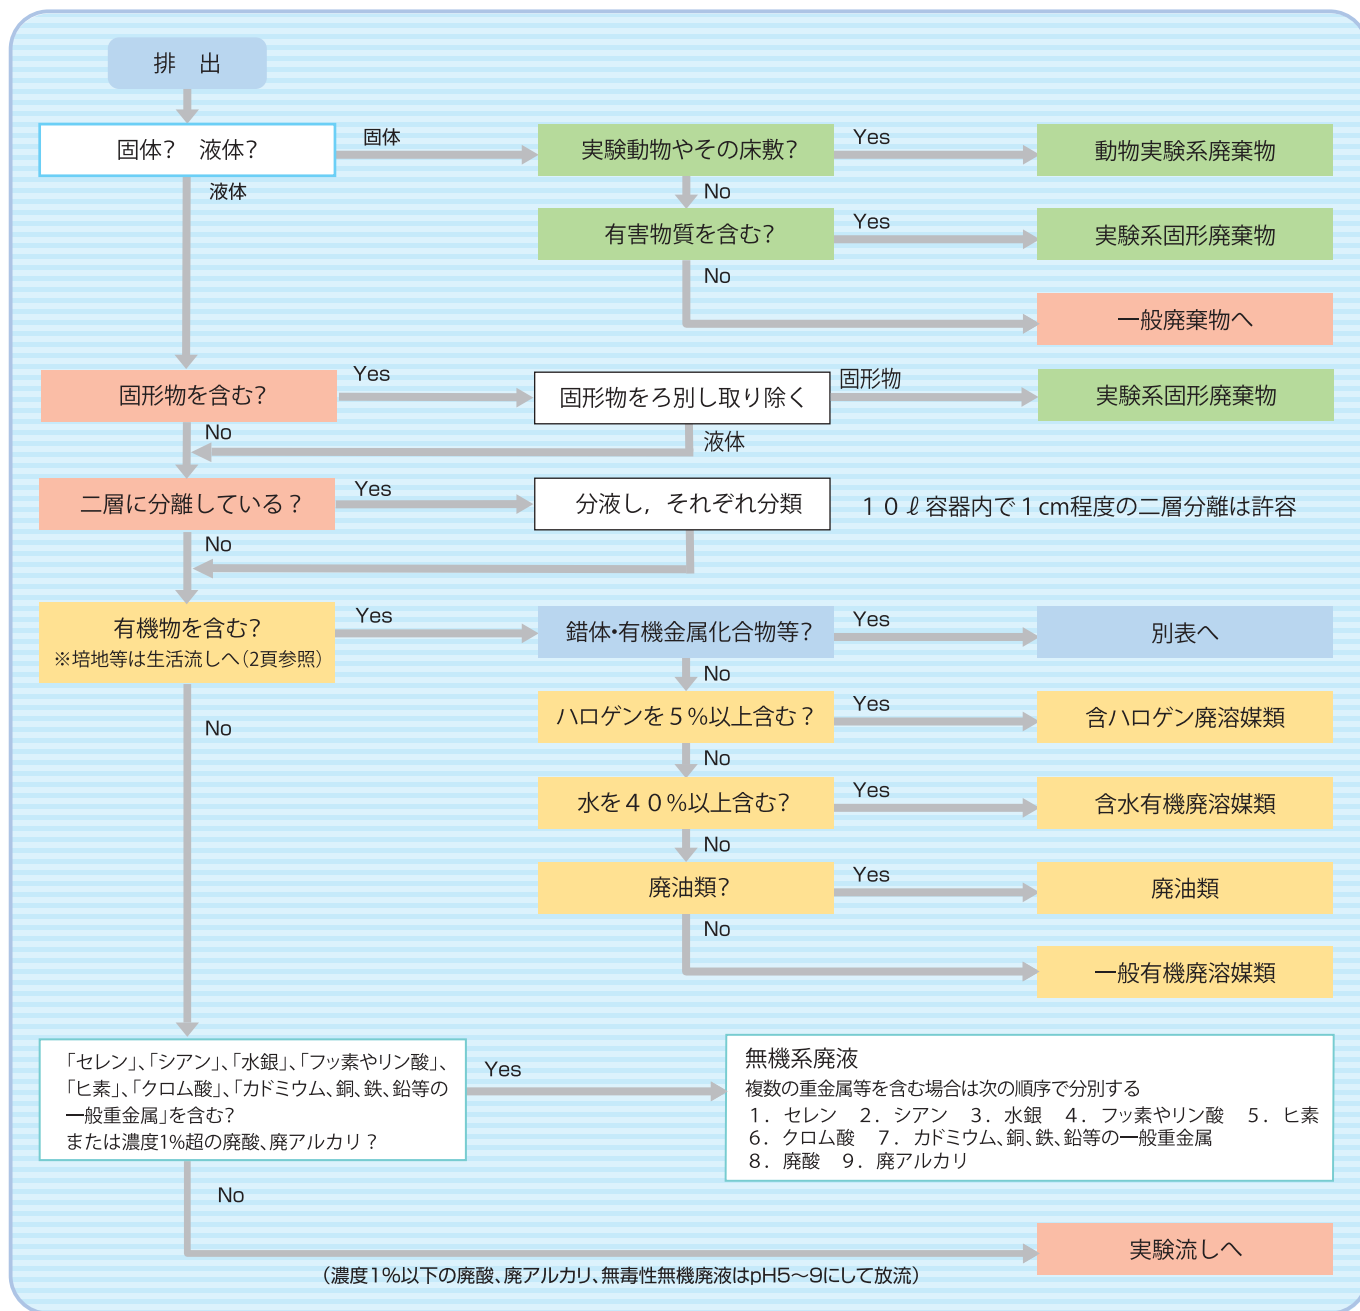 排　出
固体？　液体？
固体
実験動物やその床敷？
Yes
動物実験系廃棄物
液体
No
有害物質を含む？
Yes
実験系固形廃棄物
No
一般廃棄物へ
固形物を含む？
Yes
固形物をろ別し取り除く
固形物
実験系固形廃棄物
No
液体
二層に分離している？
Yes
分液し，それぞれ分類
１０ℓ容器内で１cm程度の二層分離は許容
No
有機物を含む？
※培地等は生活流しへ（2頁参照）
Yes
錯体・有機金属化合物等？
Yes
別表へ
No
ハロゲンを５％以上含む？
Yes
含ハロゲン廃溶媒類
No
No
水を４０％以上含む？
Yes
含水有機廃溶媒類
No
廃油類？
Yes
廃油類
No
一般有機廃溶媒類
「セレン」、「シアン」、「水銀」、「フッ素やリン酸」、
「ヒ素」、「クロム酸」、「カドミウム、銅、鉄、鉛等の
一般重金属」を含む？
または濃度1%超の廃酸、廃アルカリ？
Yes
無機系廃液
複数の重金属等を含む場合は次の順序で分別する
１．セレン　２．シアン　３．水銀　４．フッ素やリン酸　５．ヒ素
６．クロム酸　７．カドミウム、銅、鉄、鉛等の一般重金属
８．廃酸　９．廃アルカリ
No
実験流しへ
（濃度1％以下の廃酸、廃アルカリ、無毒性無機廃液はpH5～9にして放流）